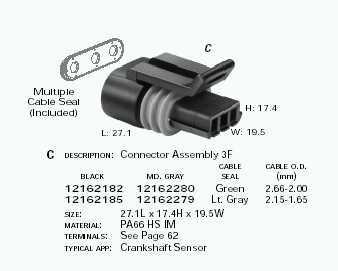 C
Multiple
Cable Seal
(Included)
H: 17.4
L: 27.1
W: 19.5
C DESCRIPTION: Connector Assembly 3F
BLACK MD. GRAY CABLE SEAL CABLE O.D. (mm)
12162182 12162280 Green 2.66-2.00
12162185 12162279 Lt. Gray 2.15-1.65
SIZE: 27.1L x 17.4H x 19.5W
MATERIAL: PA66 HS IM
TERMINALS: See Page 62
TYPICAL APP: Crankshaft Sensor